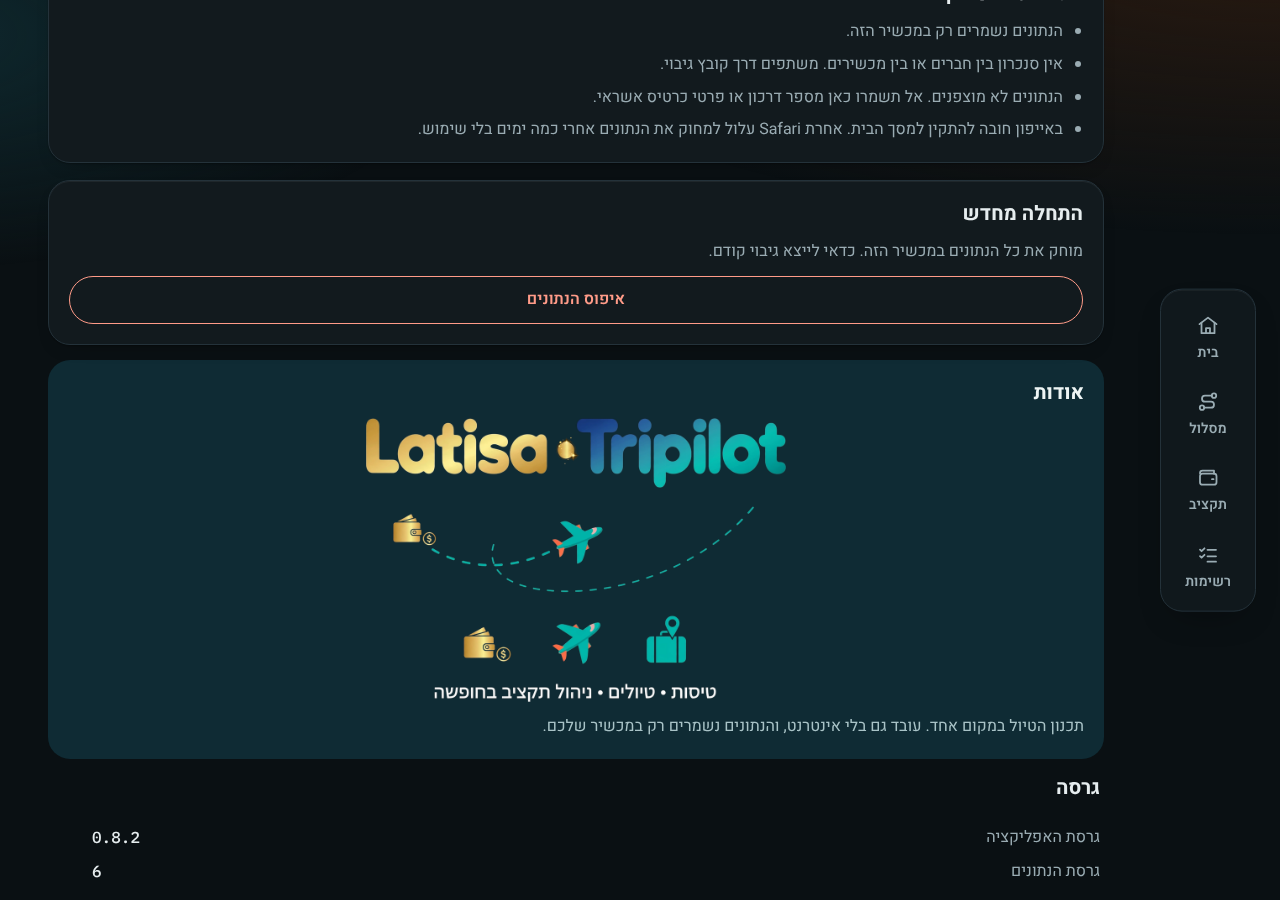 הנתונים נשמרים רק במכשיר הזה.
אין סנכרון בין חברים או בין מכשירים. משתפים דרך קובץ גיבוי.
הנתונים לא מוצפנים. אל תשמרו כאן מספר דרכון או פרטי כרטיס אשראי.
באייפון חובה להתקין למסך הבית. אחרת Safari עלול למחוק את הנתונים אחרי כמה ימים בלי שימוש.
התחלה מחדש
מוחק את כל הנתונים במכשיר הזה. כדאי לייצא גיבוי קודם.
איפוס הנתונים
בית
מסלול
תקציב
רשימות
אודות
Latisa Tripilot
טיסות • טיולים • ניהול תקציב בחופשה
תכנון הטיול במקום אחד. עובד גם בלי אינטרנט, והנתונים נשמרים רק במכשיר שלכם.
גרסה
גרסת האפליקציה 0.8.2
גרסת הנתונים 6